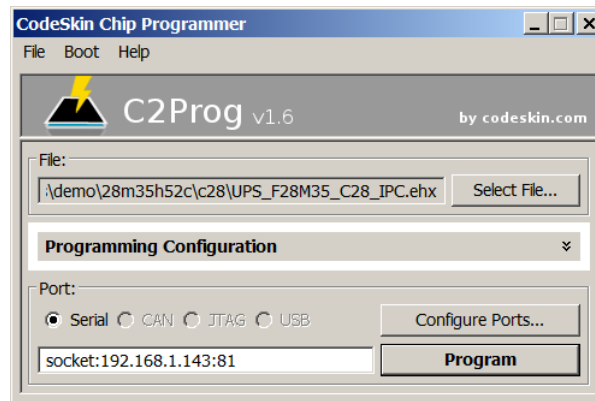 CodeSkin Chip Programmer
File Boot Help
C2Prog v1.6 by codeskin.com
File:
\demo\28m35h52c\c28\UPS_F28M35_C28_IPC.ehx Select File...
Programming Configuration
Port:
Serial CAN JTAG USB Configure Ports...
socket:192.168.1.143:81 Program